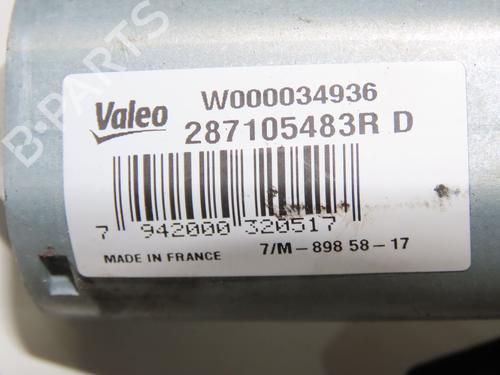 B-PARTS
Valeo
W000034936
287105483R D
7 942000 320517
MADE IN FRANCE
7/M-898 58-17